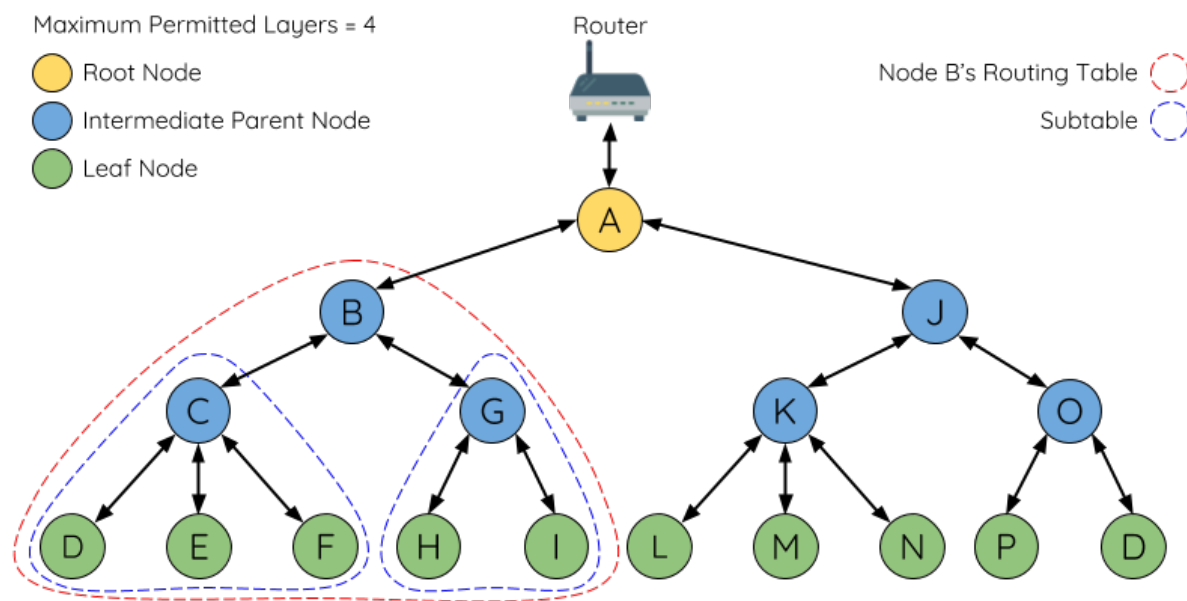 Maximum Permitted Layers = 4
Router
Root Node
Node B's Routing Table
Intermediate Parent Node
Subtable
Leaf Node
A
B
J
C
G
K
O
D
E
F
H
I
L
M
N
P
D